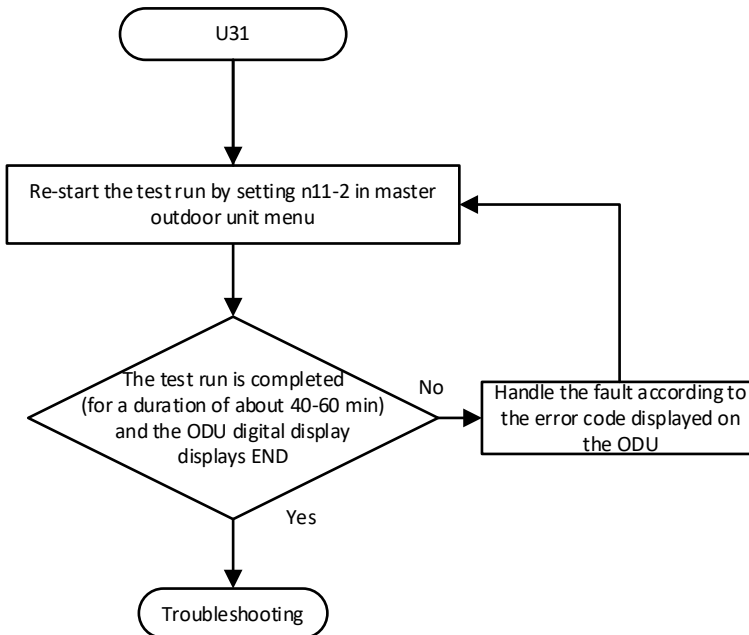 U31
Re-start the test run by setting n11-2 in master
outdoor unit menu
The test run is completed
(for a duration of about 40-60 min)
and the ODU digital display
displays END
No
Handle the fault according to
the error code displayed on
the ODU
Yes
Troubleshooting